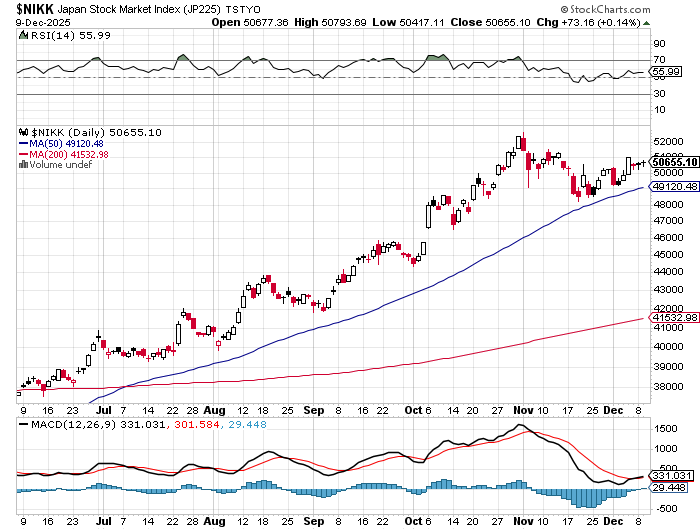 $NIKK Japan Stock Market Index (JP225) TSTYO © StockCharts.com
9-Dec-2025 Open 50677.36 High 50793.69 Low 50417.11 Close 50655.10 Chg +73.16 (+0.14%)
RSI(14) 55.99
90
70
55.99
50
30
10
$NIKK (Daily) 50655.10
MA(50) 49120.48
MA(200) 41532.98
Volume undef
52000
50655.10
50000
49120.48
48000
47000
46000
45000
44000
43000
42000
41532.98
41000
40000
39000
38000
9 16 23 Jul 7 14 22 28 Aug 12 18 25 Sep 8 16 22 Oct 6 14 20 27 Nov 10 17 25 Dec 8
MACD(12,26,9) 331.031, 301.584, 29.448
1500
1000
500
331.031
29.448
-500
9 16 23 Jul 7 14 22 28 Aug 12 18 25 Sep 8 16 22 Oct 6 14 20 27 Nov 10 17 25 Dec 8